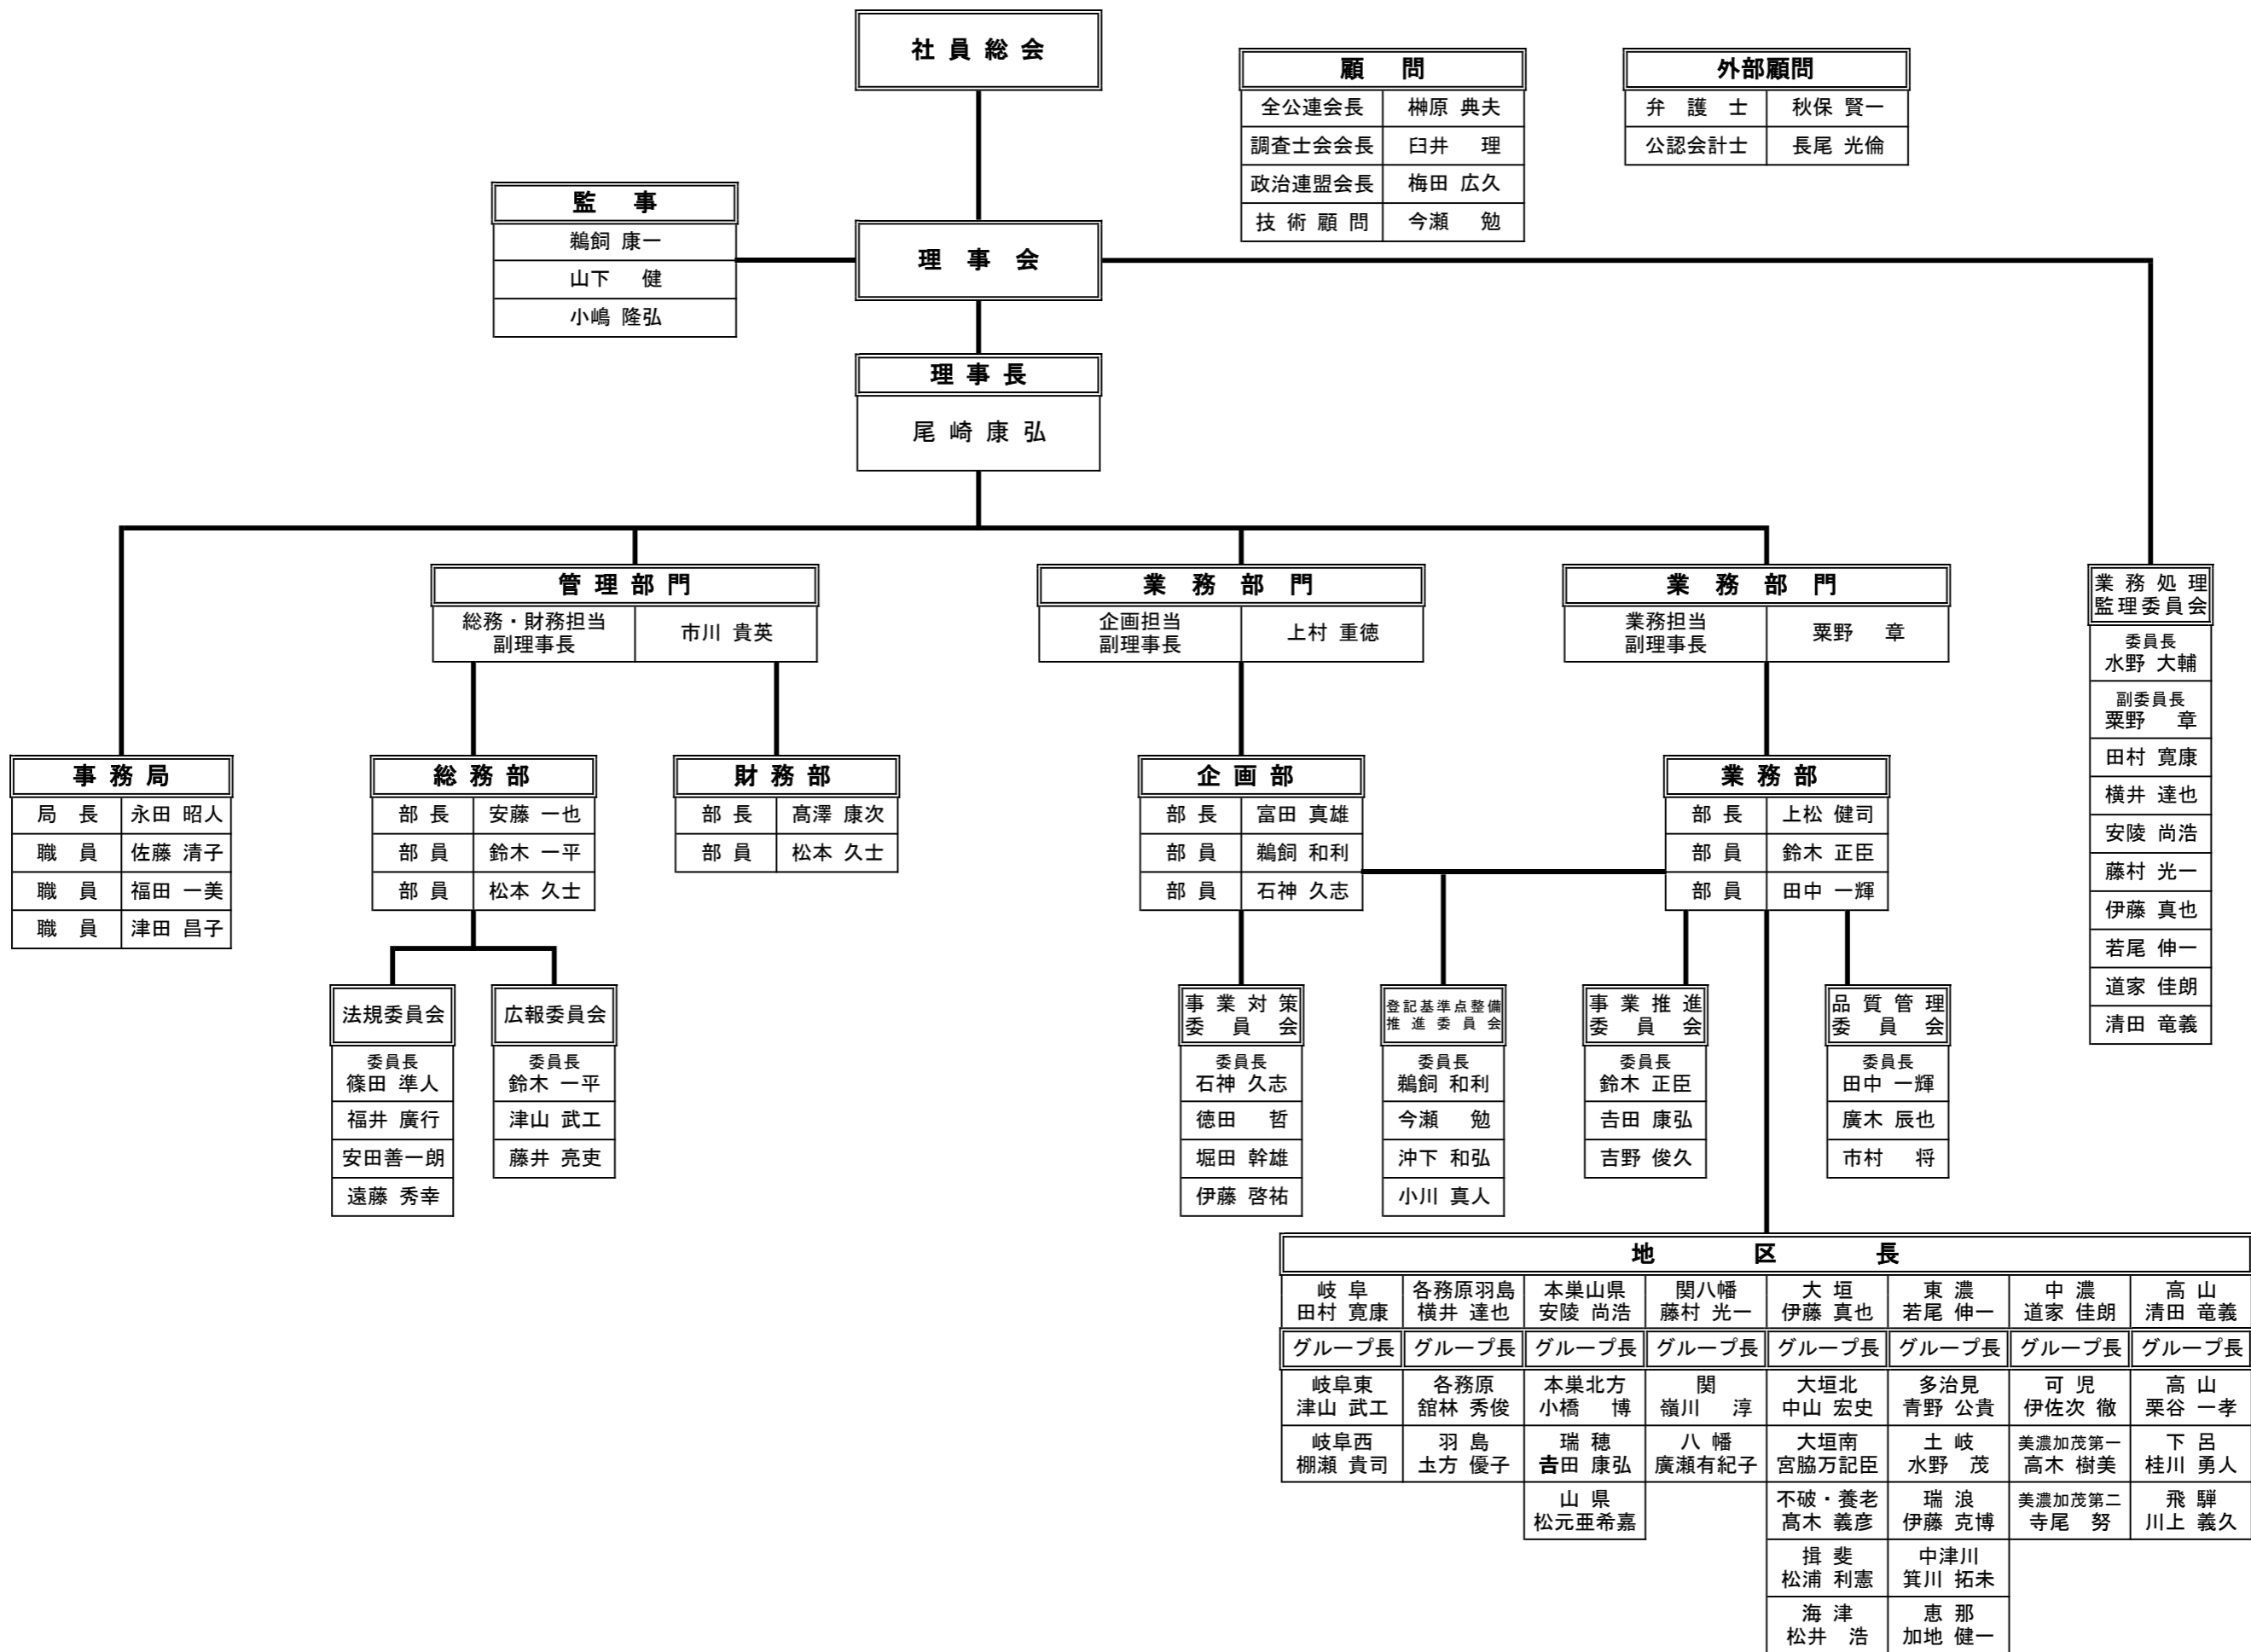 社 員 総 会
顧　問
全公連会長 榊原 典夫
調査士会会長 臼井　理
政治連盟会長 梅田 広久
技 術 顧 問 今瀬　勉
外部顧問
弁　護　士 秋保 賢一
公認会計士 長尾 光倫
監　事
鵜飼 康一
山下　健
小嶋 隆弘
理 事 会
理 事 長
尾 崎 康 弘
管 理 部 門
総務・財務担当
副理事長
市川 貴英
業 務 部 門
企画担当
副理事長
上村 重徳
業 務 部 門
業務担当
副理事長
粟野　章
業 務 処 理
監理委員会
委員長
水野 大輔
副委員長
粟野　章
田村 寛康
横井 達也
安陵 尚浩
藤村 光一
伊藤 真也
若尾 伸一
道家 佳朗
清田 竜義
事 務 局
局　長 永田 昭人
職　員 佐藤 清子
職　員 福田 一美
職　員 津田 昌子
総 務 部
部 長 安藤 一也
部 員 鈴木 一平
部 員 松本 久士
財 務 部
部 長 髙澤 康次
部 員 松本 久士
企 画 部
部 長 富田 真雄
部 員 鵜飼 和利
部 員 石神 久志
業 務 部
部 長 上松 健司
部 員 鈴木 正臣
部 員 田中 一輝
法規委員会
委員長
篠田 準人
福井 廣行
安田善一朗
遠藤 秀幸
広報委員会
委員長
鈴木 一平
津山 武工
藤井 亮吏
事 業 対 策
委 員 会
委員長
石神 久志
徳田　哲
堀田 幹雄
伊藤 啓祐
登記基準点整備
推 進 委 員 会
委員長
鵜飼 和利
今瀬　勉
沖下 和弘
小川 真人
事 業 推 進
委 員 会
委員長
鈴木 正臣
𠮷田 康弘
吉野 俊久
品 質 管 理
委 員 会
委員長
田中 一輝
廣木 辰也
市村　将
地 区 長
岐 阜 各務原羽島 本巣山県 関八幡 大 垣 東 濃 中 濃 高 山
田村 寛康 横井 達也 安陵 尚浩 藤村 光一 伊藤 真也 若尾 伸一 道家 佳朗 清田 竜義
グループ長 グループ長 グループ長 グループ長 グループ長 グループ長 グループ長 グループ長
岐阜東 各務原 本巣北方 関 大垣北 多治見 可 児 高 山
津山 武工 舘林 秀俊 小橋　博 嶺川　淳 中山 宏史 青野 公貴 伊佐次 徹 栗谷 一孝
岐阜西 羽 島 瑞 穂 八 幡 大垣南 土 岐 美濃加茂第一 下 呂
棚瀬 貴司 圡方 優子 𠮷田 康弘 廣瀬有紀子 宮脇万記臣 水野　茂 高木 樹美 桂川 勇人
山 県 不破・養老 瑞 浪 美濃加茂第二 飛 騨
松元亜希嘉 髙木 義彦 伊藤 克博 寺尾　努 川上 義久
揖 斐 中津川
松浦 利憲 箕川 拓未
海 津 恵 那
松井　浩 加地 健一